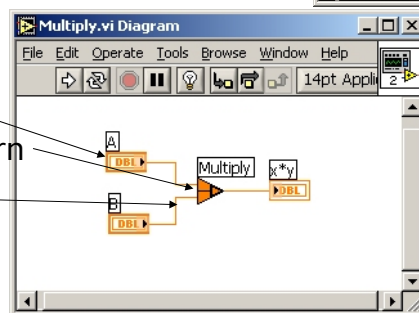 Multiply.vi Diagram
File Edit Operate Tools Browse Window Help
14pt Appli
2
A
DBL
rn
Multiply
x*y
DBL
B
DBL